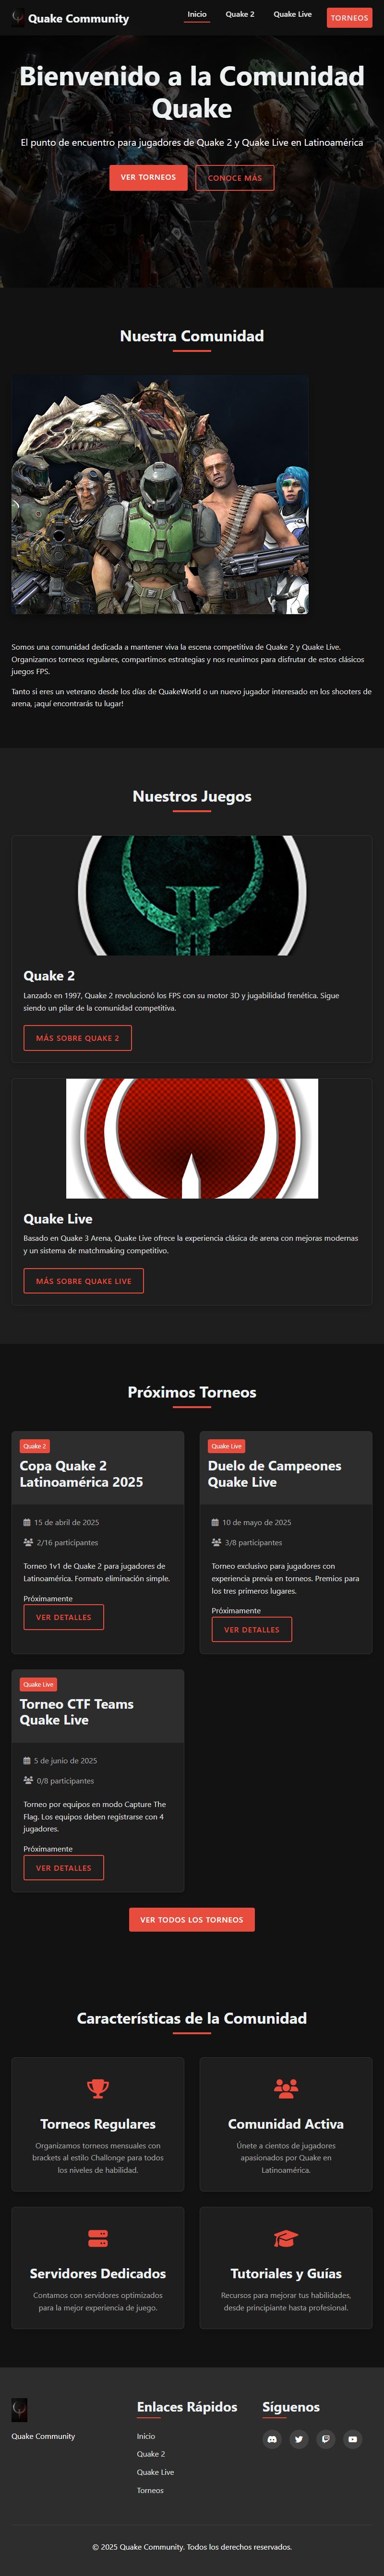 Quake Community
Inicio
Quake 2
Quake Live
TORNEOS
Bienvenido a la Comunidad
Quake
El punto de encuentro para jugadores de Quake 2 y Quake Live en Latinoamérica
VER TORNEOS
CONOCE MÁS
Nuestra Comunidad
Somos una comunidad dedicada a mantener viva la escena competitiva de Quake 2 y Quake Live.
Organizamos torneos regulares, compartimos estrategias y nos reunimos para disfrutar de estos clásicos
juegos FPS.
Tanto si eres un veterano desde los días de QuakeWorld o un nuevo jugador interesado en los shooters de
arena, ¡aquí encontrarás tu lugar!
Nuestros Juegos
Quake 2
Lanzado en 1997, Quake 2 revolucionó los FPS con su motor 3D y jugabilidad frenética. Sigue
siendo un pilar de la comunidad competitiva.
MÁS SOBRE QUAKE 2
Quake Live
Basado en Quake 3 Arena, Quake Live ofrece la experiencia clásica de arena con mejoras modernas
y un sistema de matchmaking competitivo.
MÁS SOBRE QUAKE LIVE
Próximos Torneos
Quake 2
Copa Quake 2
Latinoamérica 2025
15 de abril de 2025
2/16 participantes
Torneo 1v1 de Quake 2 para jugadores de
Latinoamérica. Formato eliminación simple.
Próximamente
VER DETALLES
Quake Live
Duelo de Campeones
Quake Live
10 de mayo de 2025
3/8 participantes
Torneo exclusivo para jugadores con
experiencia previa en torneos. Premios para
los tres primeros lugares.
Próximamente
VER DETALLES
Quake Live
Torneo CTF Teams
Quake Live
5 de junio de 2025
0/8 participantes
Torneo por equipos en modo Capture The
Flag. Los equipos deben registrarse con 4
jugadores.
Próximamente
VER DETALLES
VER TODOS LOS TORNEOS
Características de la Comunidad
Torneos Regulares
Organizamos torneos mensuales con
brackets al estilo Challonge para todos
los niveles de habilidad.
Comunidad Activa
Únete a cientos de jugadores
apasionados por Quake en
Latinoamérica.
Servidores Dedicados
Contamos con servidores optimizados
para la mejor experiencia de juego.
Tutoriales y Guías
Recursos para mejorar tus habilidades,
desde principiante hasta profesional.
Quake Community
Enlaces Rápidos
Inicio
Quake 2
Quake Live
Torneos
Síguenos
© 2025 Quake Community. Todos los derechos reservados.